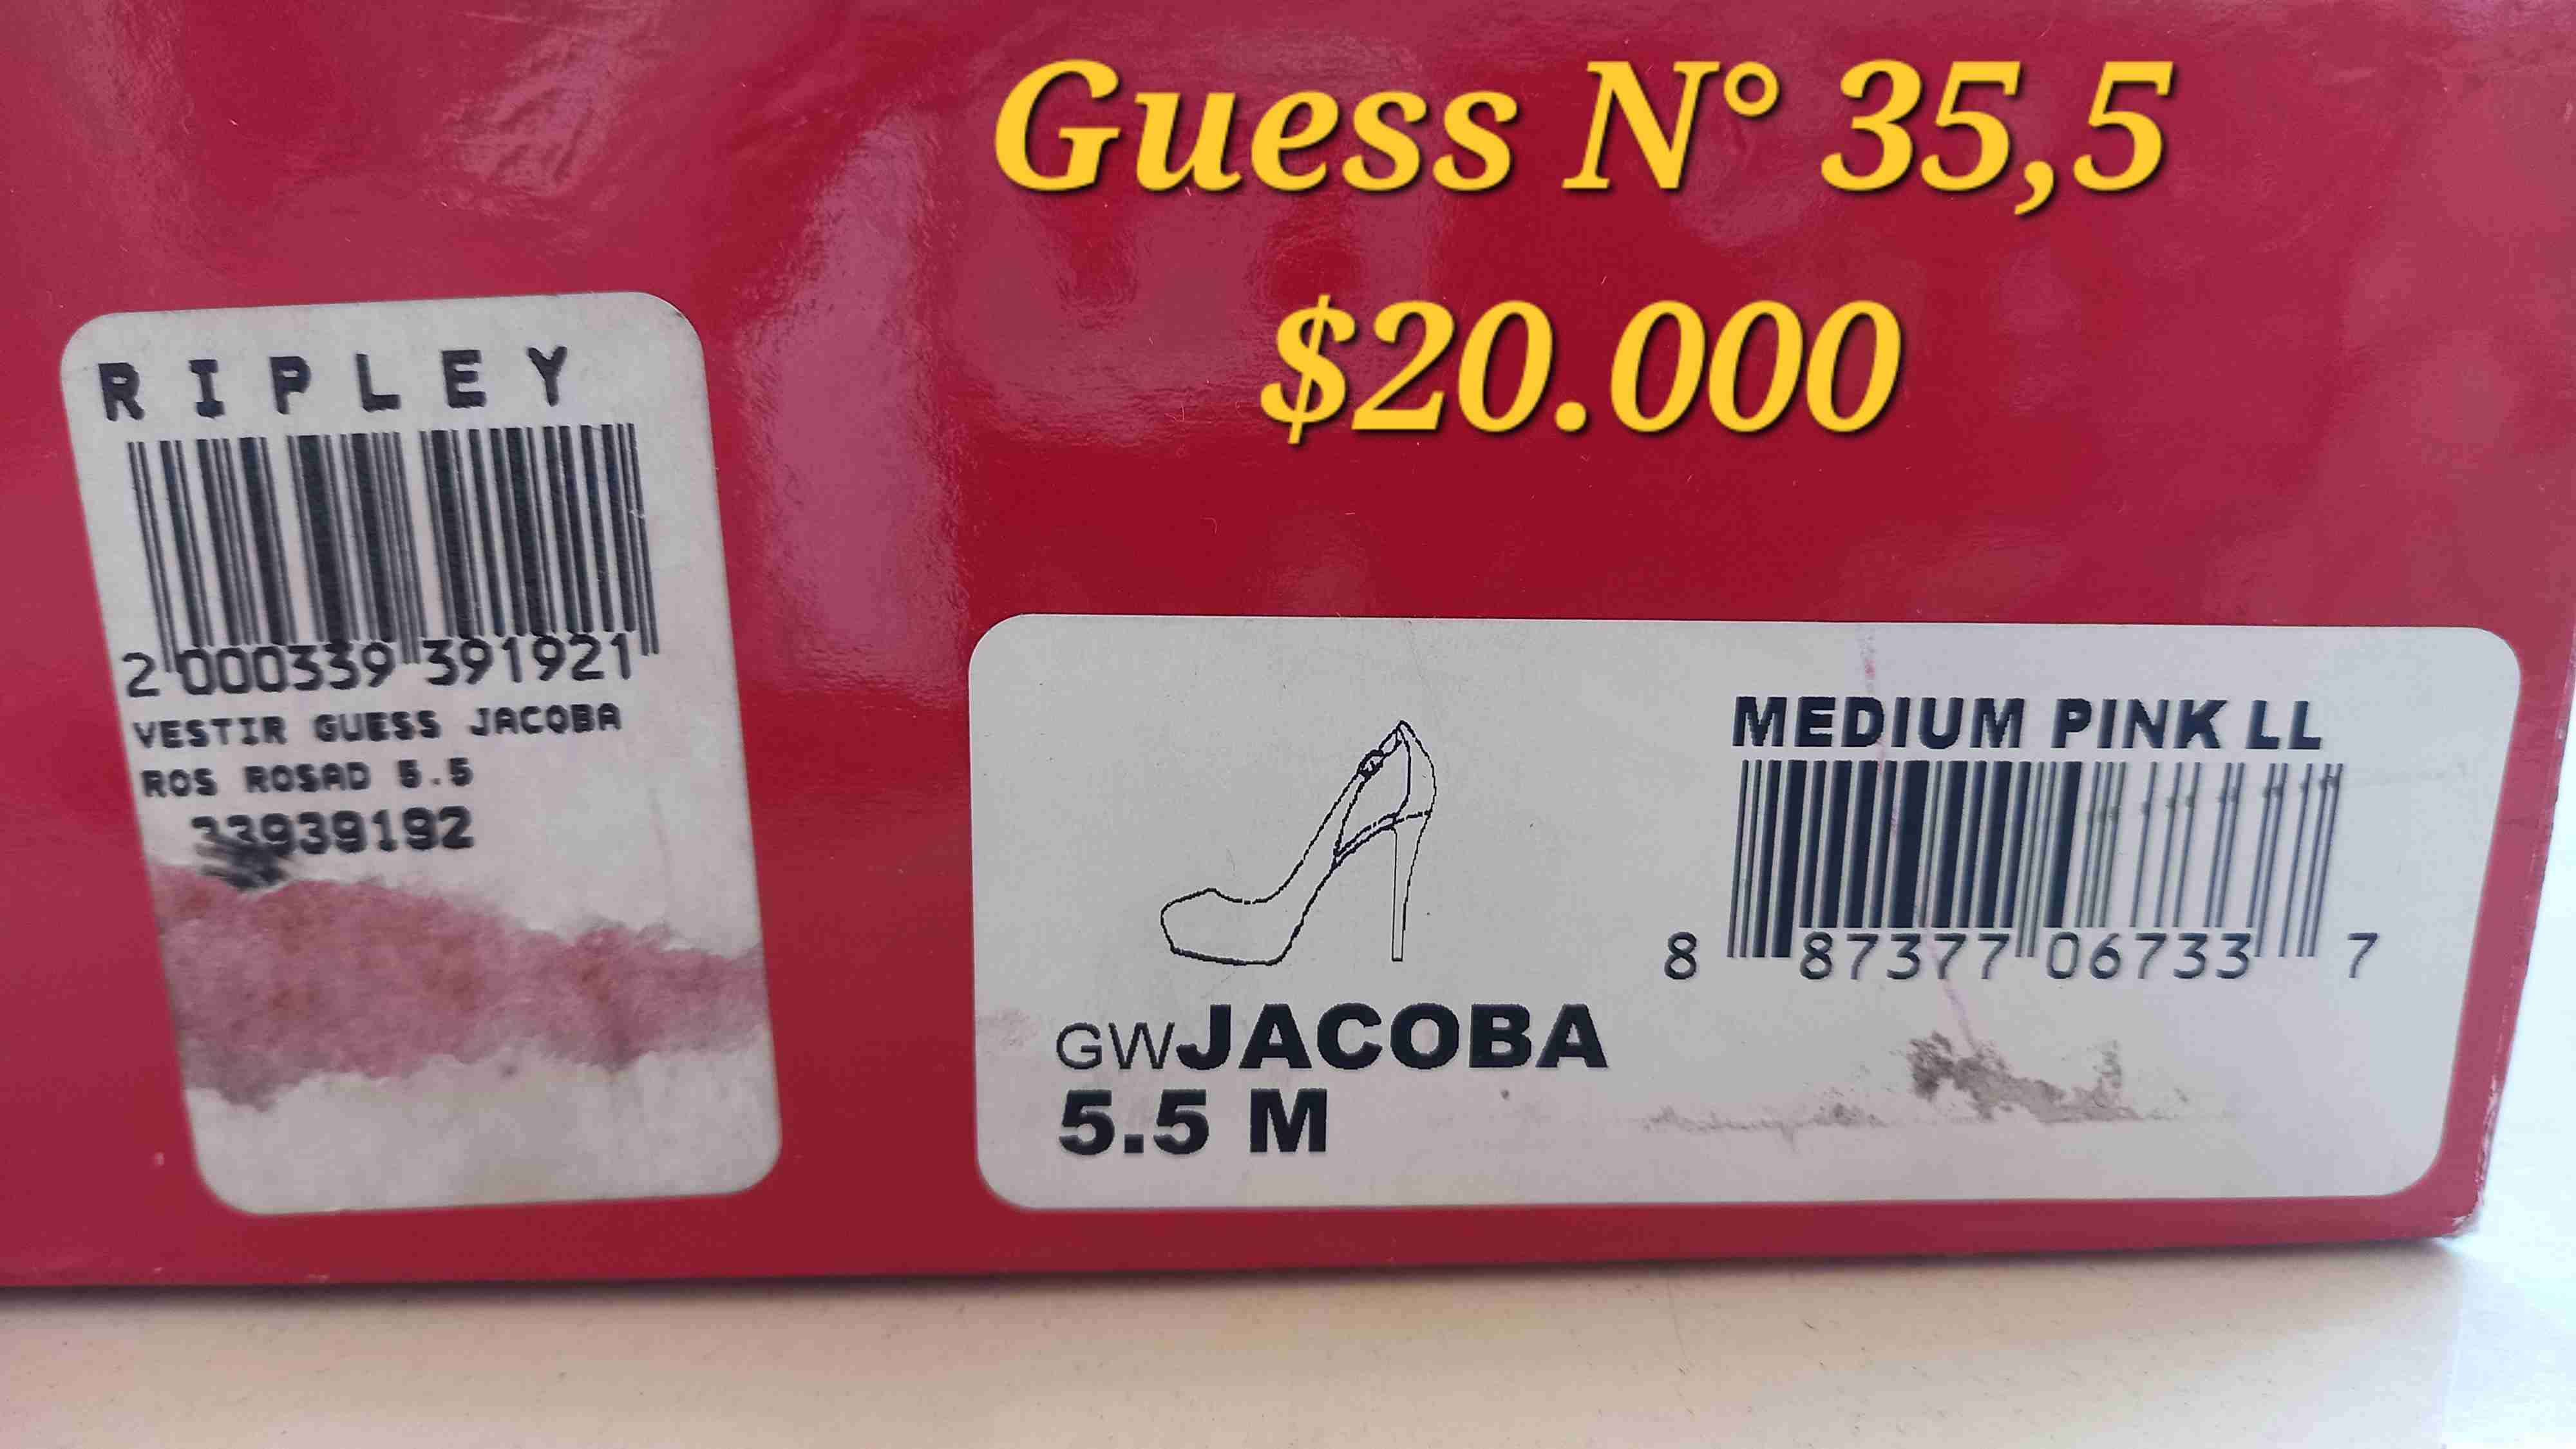 Guess N° 35,5
$20.000
RIPLEY
2 000339 391921
VESTIR GUESS JACOBA
ROS ROSAD 5.5
33939192
MEDIUM PINK LL
8 87377 06733 7
GWJACOBA
5.5 M